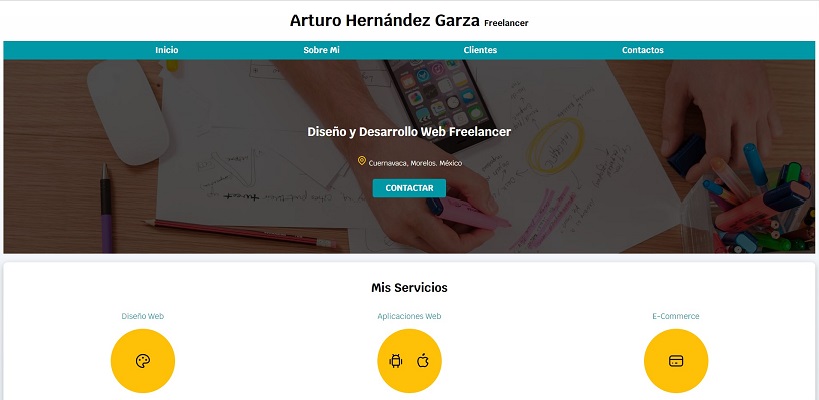 Arturo Hernández Garza Freelancer
Inicio Sobre Mi Clientes Contactos
Diseño y Desarrollo Web Freelancer
Cuernavaca, Morelos. México
CONTACTAR
Mis Servicios
Diseño Web Aplicaciones Web E-Commerce